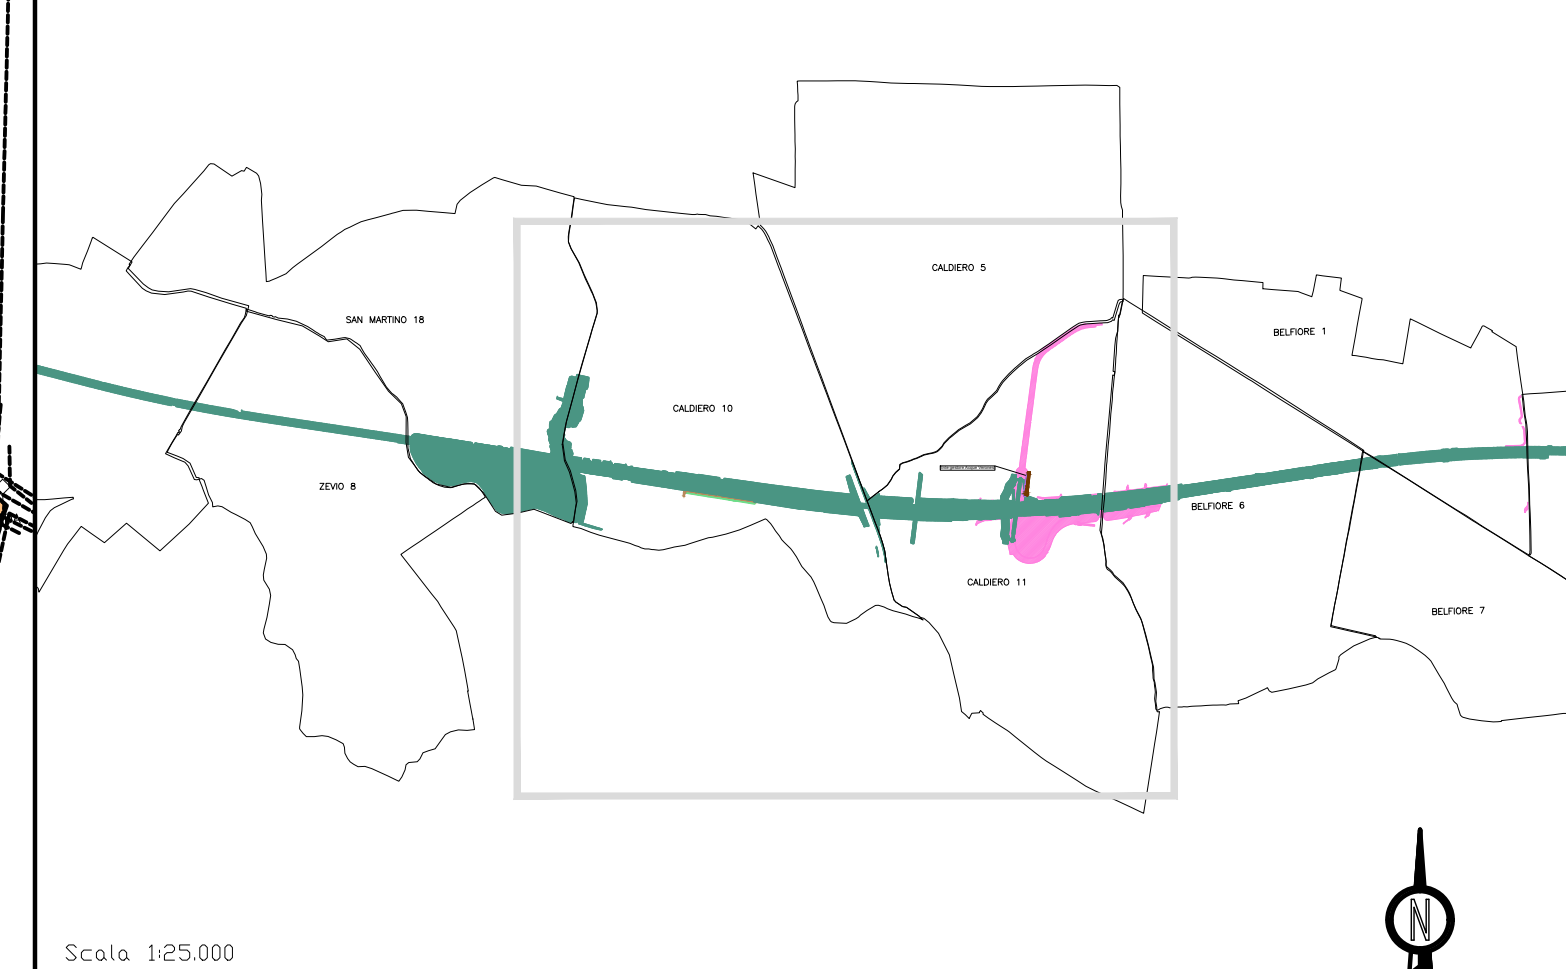 CALDIERO 5
SAN MARTINO 18
BELFIORE 1
CALDIERO 10
ZEVIO 8
BELFIORE 6
CALDIERO 11
BELFIORE 7
N
Scala 1:25.000